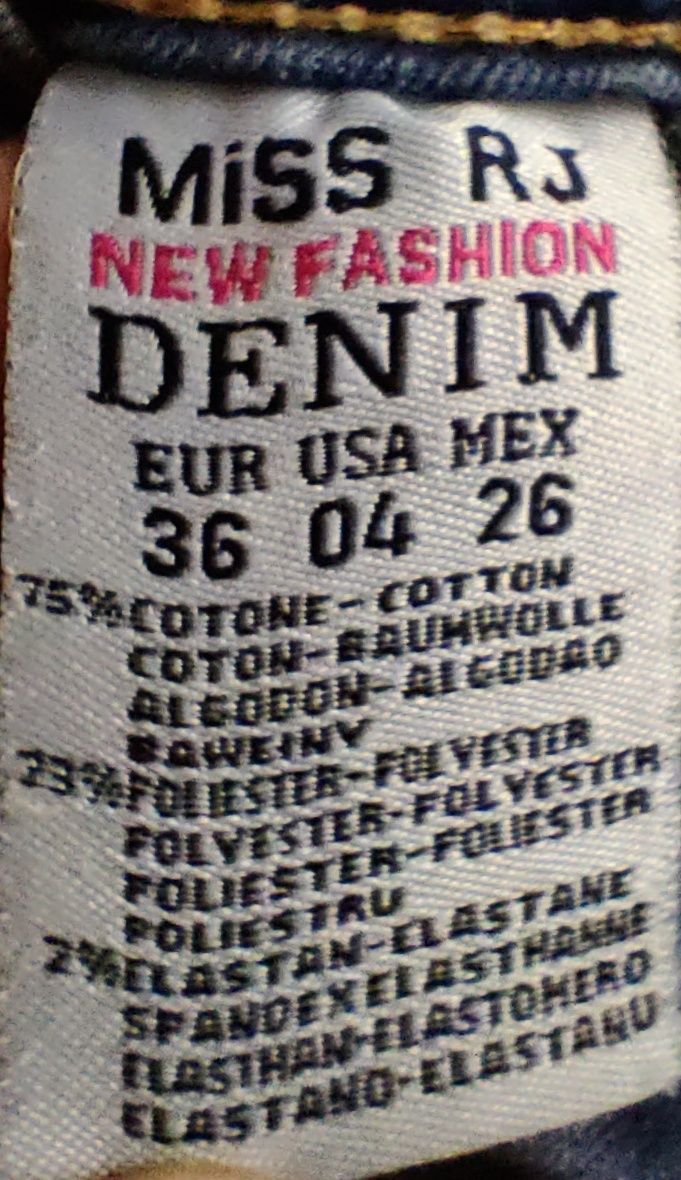 MiSS RJ
NEW FASHION
DENIM
EUR USA MEX
36 04 26
75%COTONE-COTTON
COTON-BAUMWOLLE
ALGODON-ALGODAO
BAWEINY
23%POLIESTER-POLYESTER
POLYESTER-POLYESTER
POLIESTER-POLIESTER
POLIESTRU
2%ELASTAN-ELASTANE
SPANDEXELASTHANNE
ELASTHAN-ELASTOMERO
ELASTANO-ELASTANU